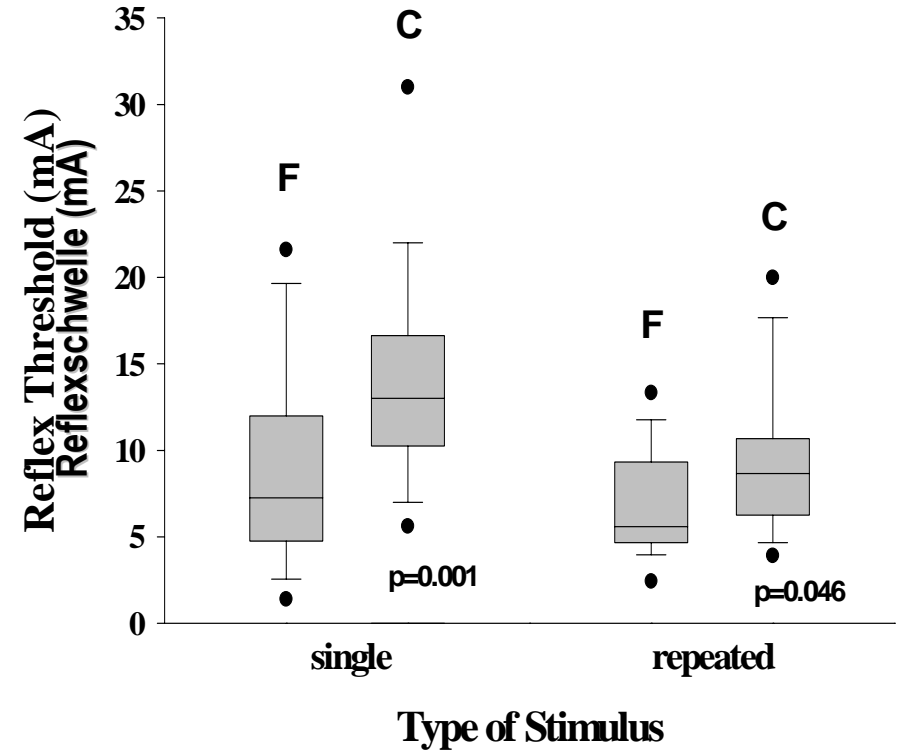 Reflex Threshold (mA)
Reflexschwelle (mA)
35
30
25
20
15
10
5
0
F
C
F
C
p=0.001
p=0.046
single
repeated
Type of Stimulus